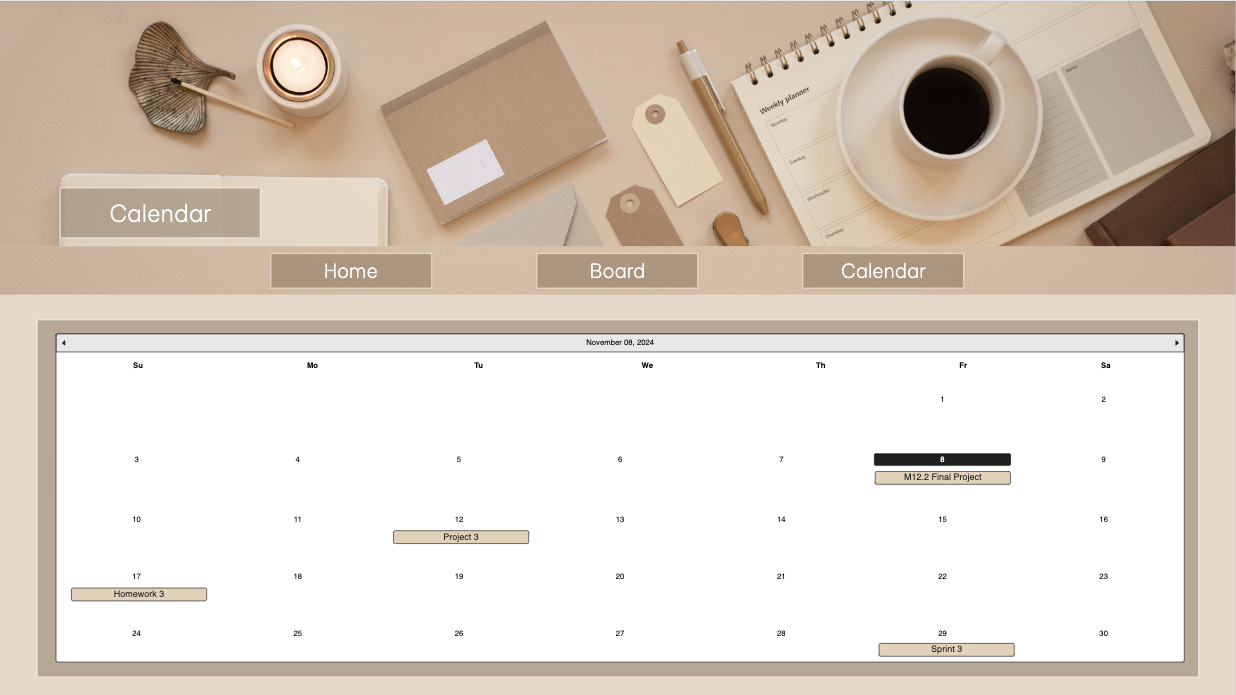 Weekly planner
Notes
Monday
Tuesday
Wednesday
Thursday
Calendar
Home Board Calendar
November 08, 2024
Su Mo Tu We Th Fr Sa
1 2
3 4 5 6 7 8 9
M12.2 Final Project
10 11 12 13 14 15 16
Project 3
17 18 19 20 21 22 23
Homework 3
24 25 26 27 28 29 30
Sprint 3